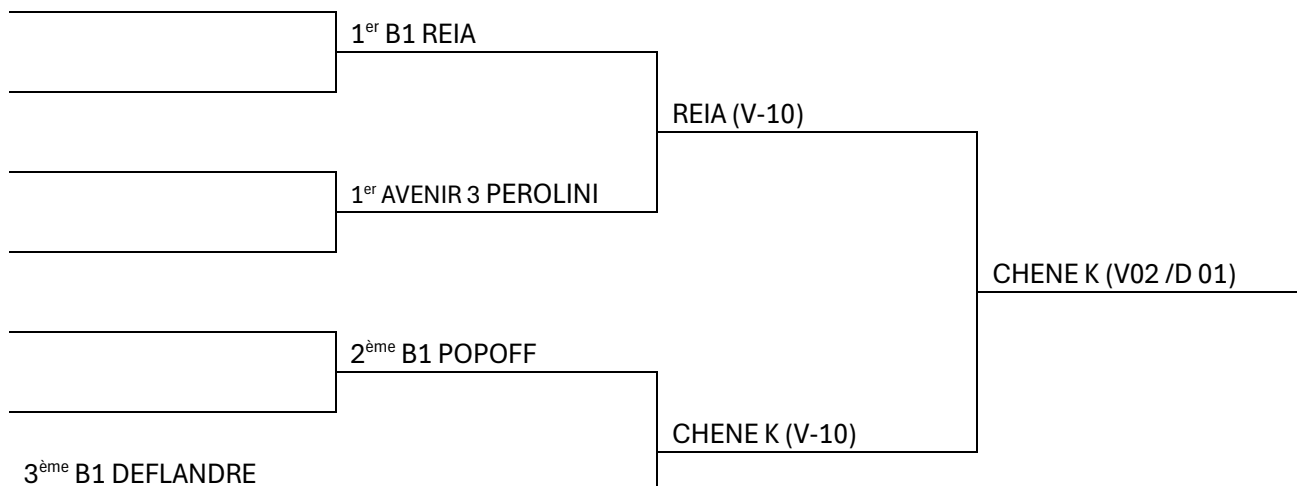 1er B1 REIA
REIA (V-10)
1er AVENIR 3 PEROLINI
CHENE K (V02 /D 01)
2ème B1 POPOFF
CHENE K (V-10)
3ème B1 DEFLANDRE